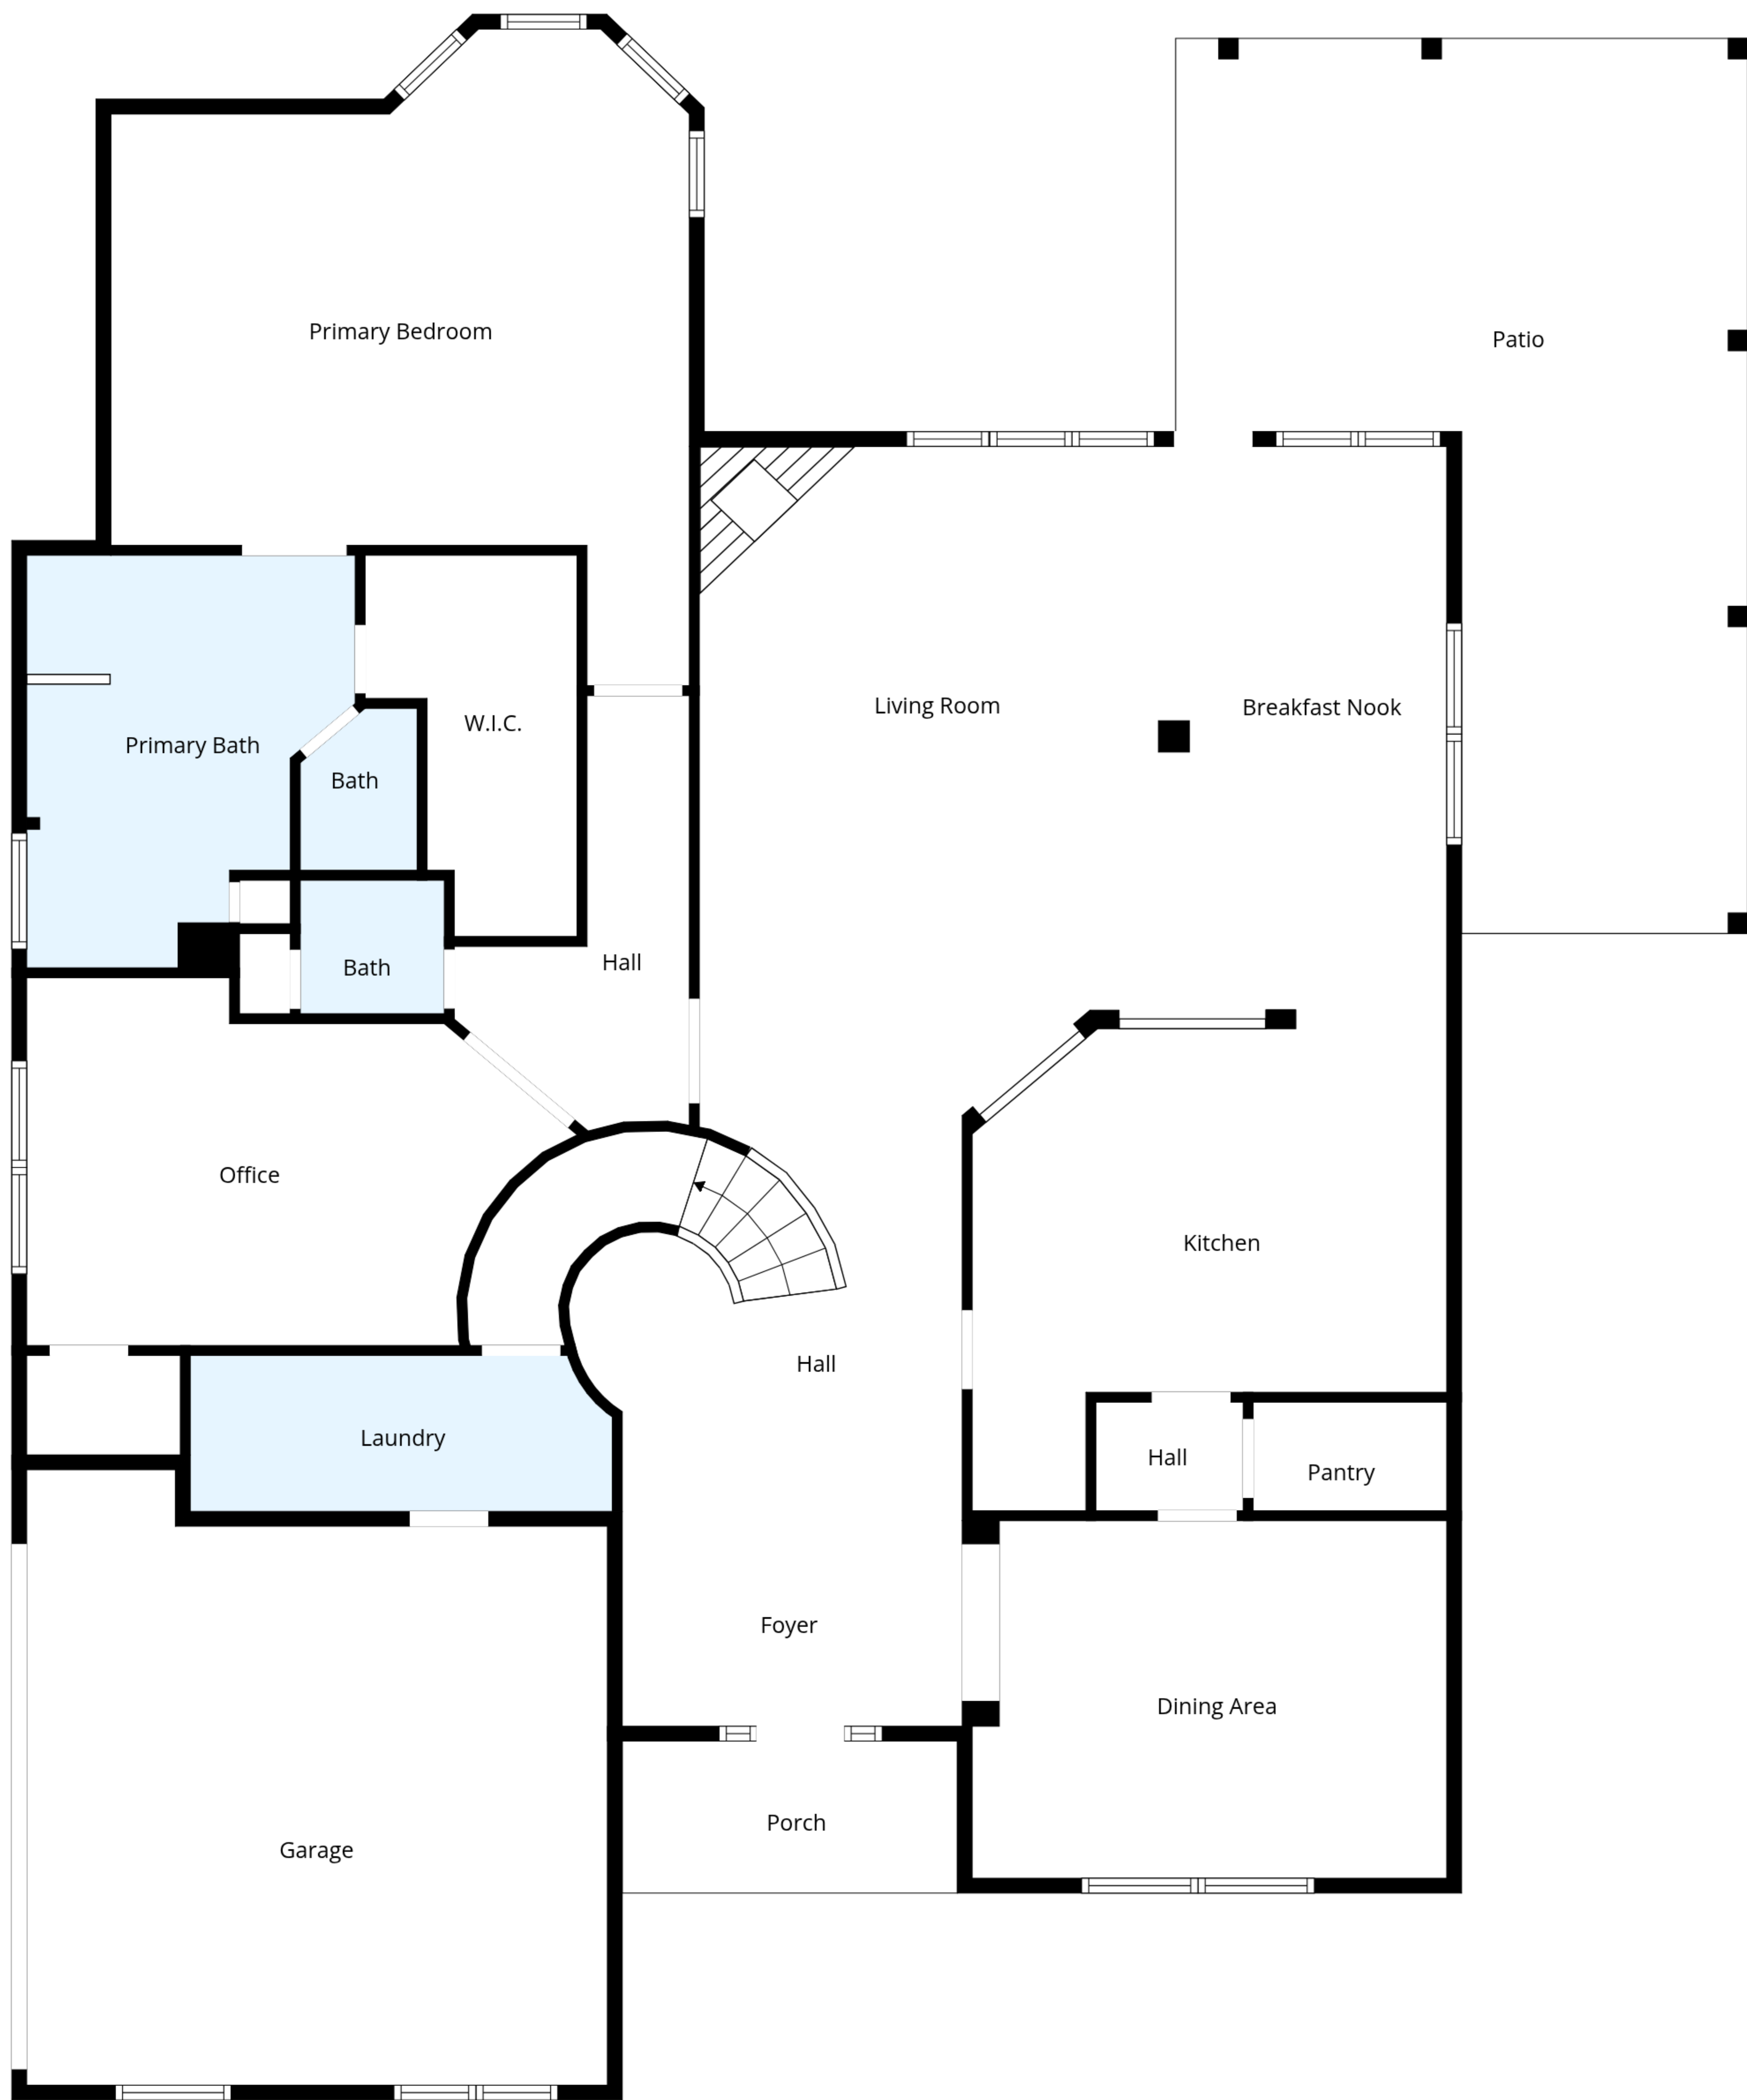 Primary Bedroom
Patio
Living Room
Breakfast Nook
W.I.C.
Primary Bath
Bath
Hall
Bath
Office
Kitchen
Hall
Laundry
Hall
Pantry
Foyer
Dining Area
Porch
Garage